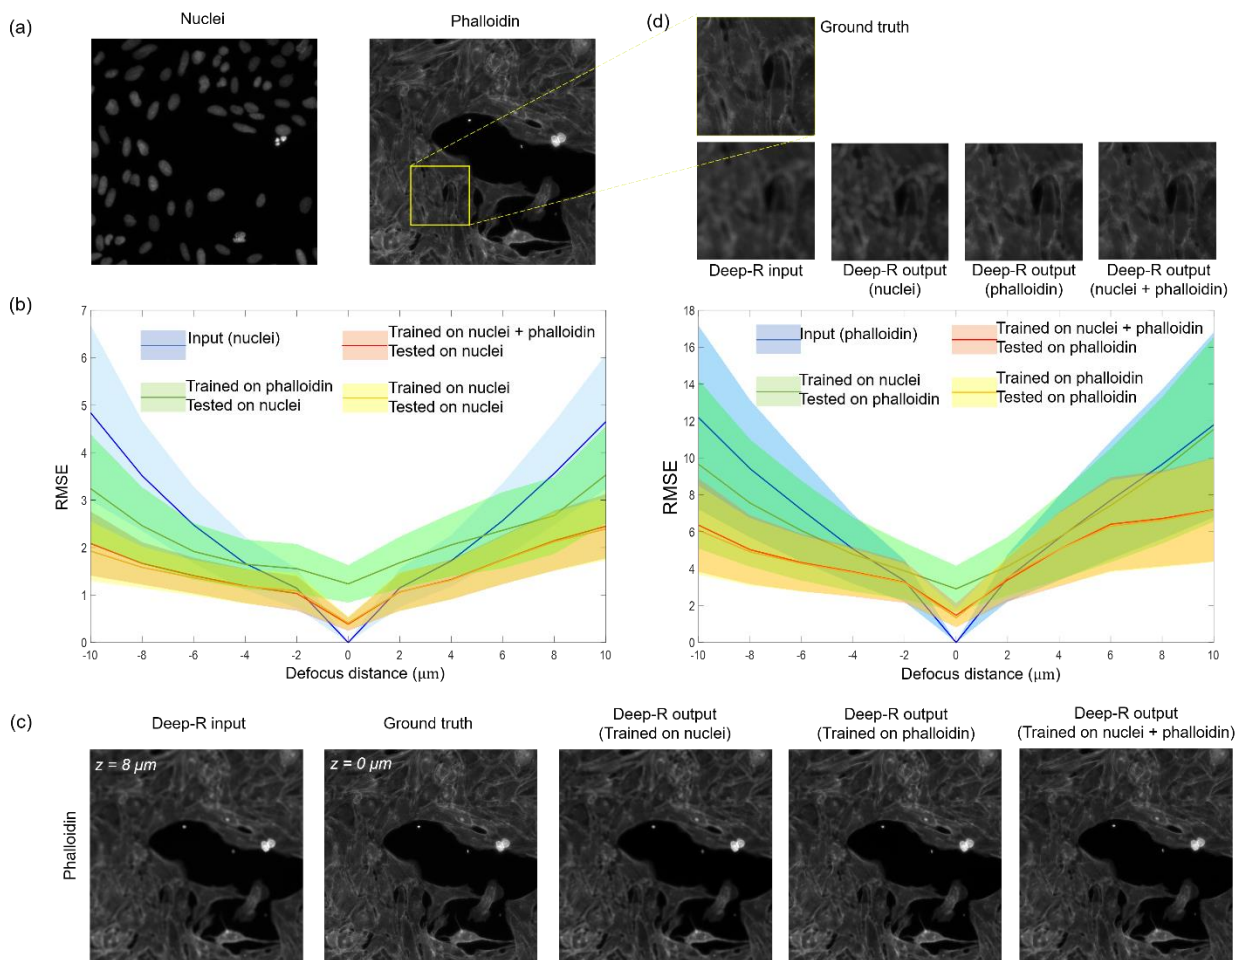 (a)
Nuclei
Phalloidin
(d)
Ground truth
Deep-R input
Deep-R output
(nuclei)
Deep-R output
(phalloidin)
Deep-R output
(nuclei + phalloidin)
(b)
7
6
5
4
3
2
1
0
RMSE
Input (nuclei)
Trained on nuclei + phalloidin
Tested on nuclei
Trained on phalloidin
Tested on nuclei
Trained on nuclei
Tested on nuclei
-10 -8 -6 -4 -2 0 2 4 6 8 10
Defocus distance (μm)
18
16
14
12
10
8
6
4
2
0
RMSE
Input (phalloidin)
Trained on nuclei + phalloidin
Tested on phalloidin
Trained on nuclei
Tested on phalloidin
Trained on phalloidin
Tested on phalloidin
-10 -8 -6 -4 -2 0 2 4 6 8 10
Defocus distance (μm)
(c)
Deep-R input
Ground truth
Deep-R output
(Trained on nuclei)
Deep-R output
(Trained on phalloidin)
Deep-R output
(Trained on nuclei + phalloidin)
Phalloidin
z = 8 μm
z = 0 μm